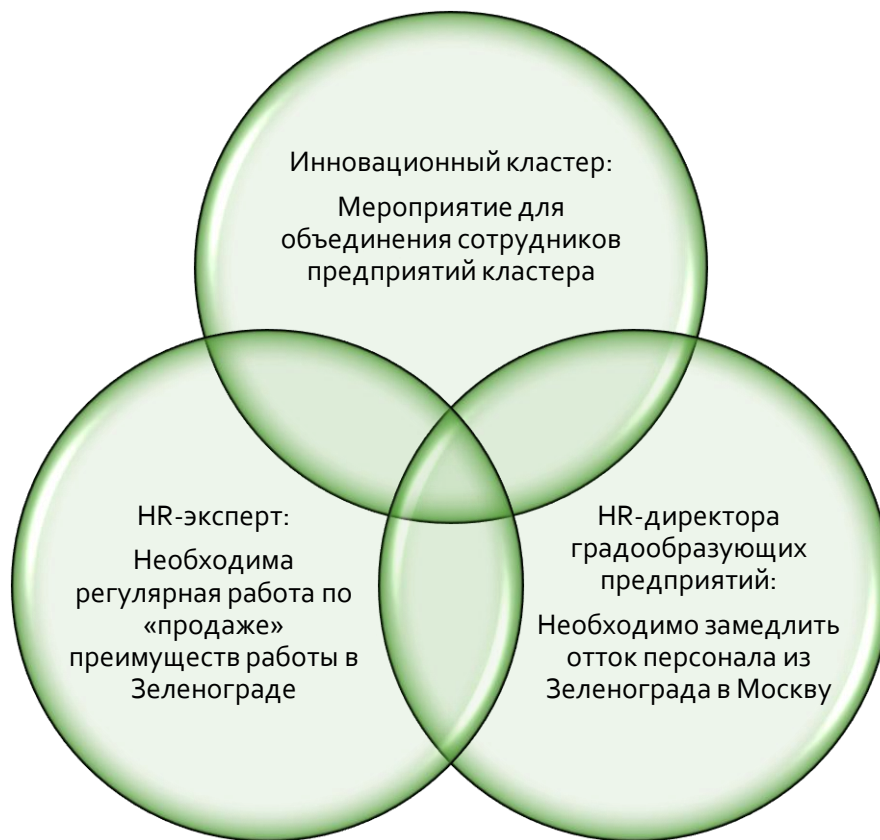 Инновационный кластер:
Мероприятие для
объединения сотрудников
предприятий кластера
HR-эксперт:
Необходима
регулярная работа по
«продаже»
преимуществ работы в
Зеленограде
HR-директора
градообразующих
предприятий:
Необходимо замедлить
отток персонала из
Зеленограда в Москву